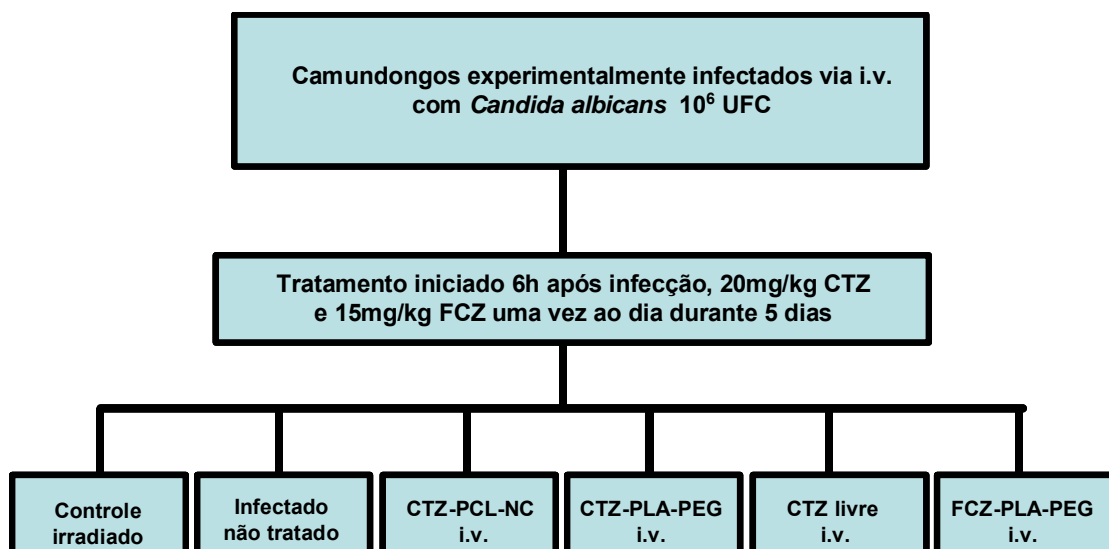 Camundongos experimentalmente infectados via i.v.
com Candida albicans 10⁶ UFC
Tratamento iniciado 6h após infecção, 20mg/kg CTZ
e 15mg/kg FCZ uma vez ao dia durante 5 dias
Controle
irradiado
Infectado
não tratado
CTZ-PCL-NC
i.v.
CTZ-PLA-PEG
i.v.
CTZ livre
i.v.
FCZ-PLA-PEG
i.v.